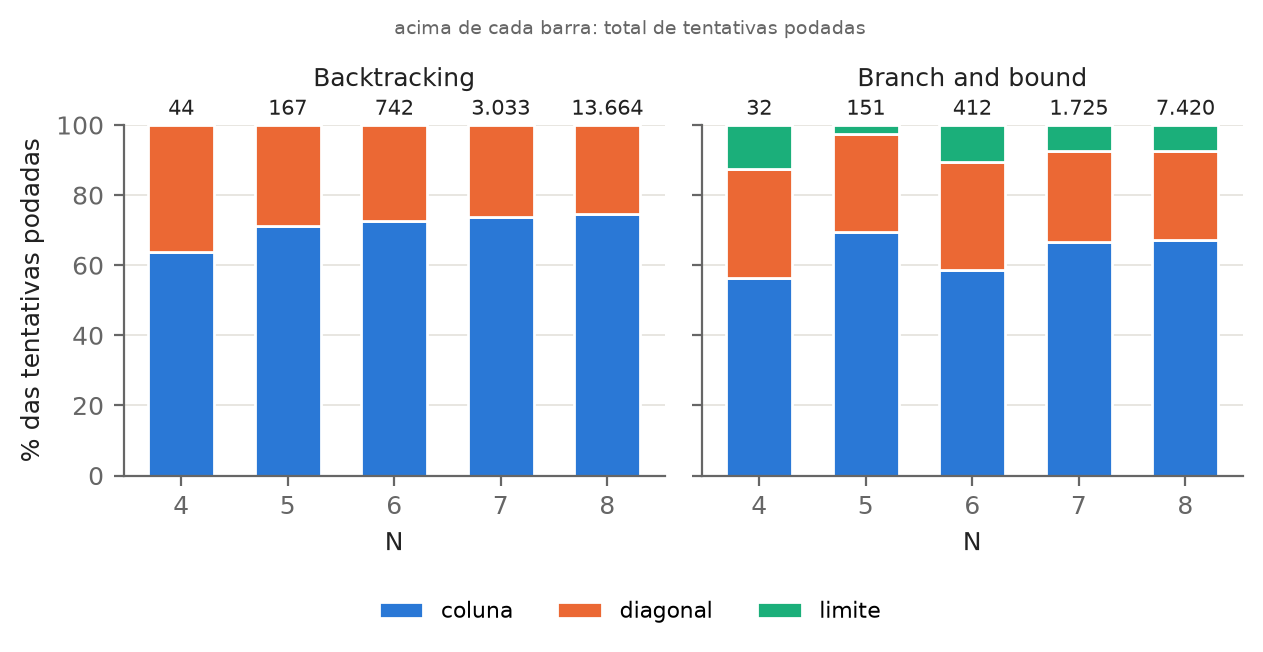 acima de cada barra: total de tentativas podadas
Backtracking
44 167 742 3.033 13.664
% das tentativas podadas
100
80
60
40
20
0
4 5 6 7 8
N
Branch and bound
32 151 412 1.725 7.420
4 5 6 7 8
N
coluna diagonal limite